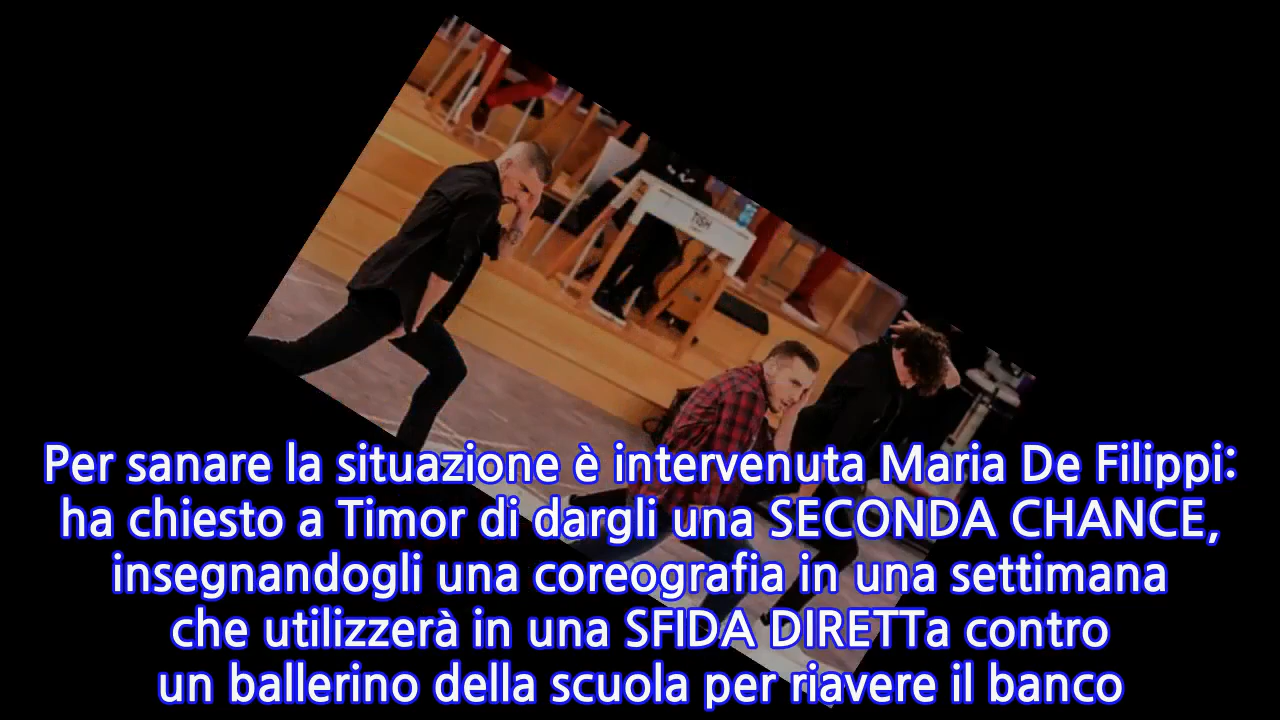 TISH
Per sanare la situazione è intervenuta Maria De Filippi:
ha chiesto a Timor di dargli una SECONDA CHANCE,
insegnandogli una coreografia in una settimana
che utilizzerà in una SFIDA DIRETTa contro
un ballerino della scuola per riavere il banco